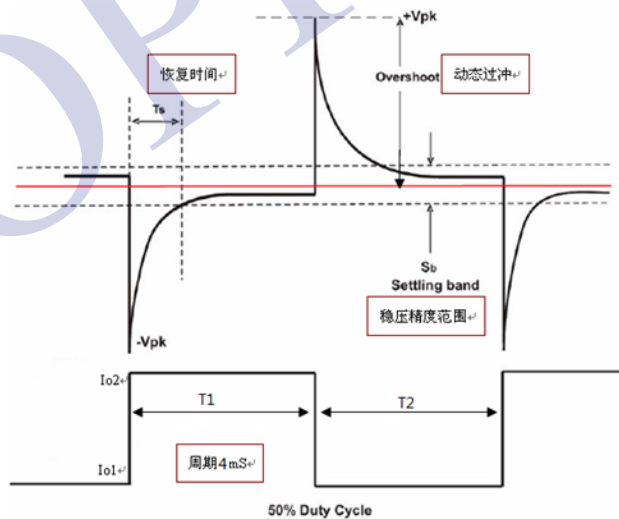 +Vpk
恢复时间
Overshoot
动态过冲
Ts
Sb
Settling band
稳压精度范围
-Vpk
Io2
T1
T2
Io1
周期4mS
50% Duty Cycle